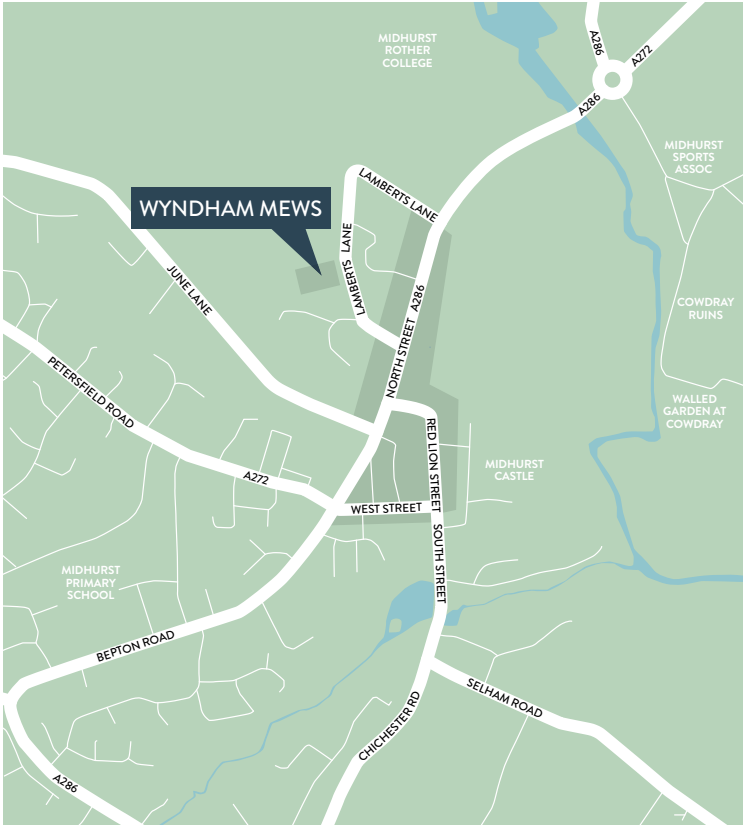 MIDHURST
ROTHER
COLLEGE
A286
A272
A286
MIDHURST
SPORTS
ASSOC
LAMBERTS LANE
WYNDHAM MEWS
LAMBERTS LANE
JUNE LANE
NORTH STREET A286
COWDRAY
RUINS
PETERSFIELD ROAD
WALLED
GARDEN AT
COWDRAY
RED LION STREET
MIDHURST
CASTLE
A272
WEST STREET
SOUTH STREET
MIDHURST
PRIMARY
SCHOOL
BEPTON ROAD
SELHAM ROAD
CHICHESTER RD
A286